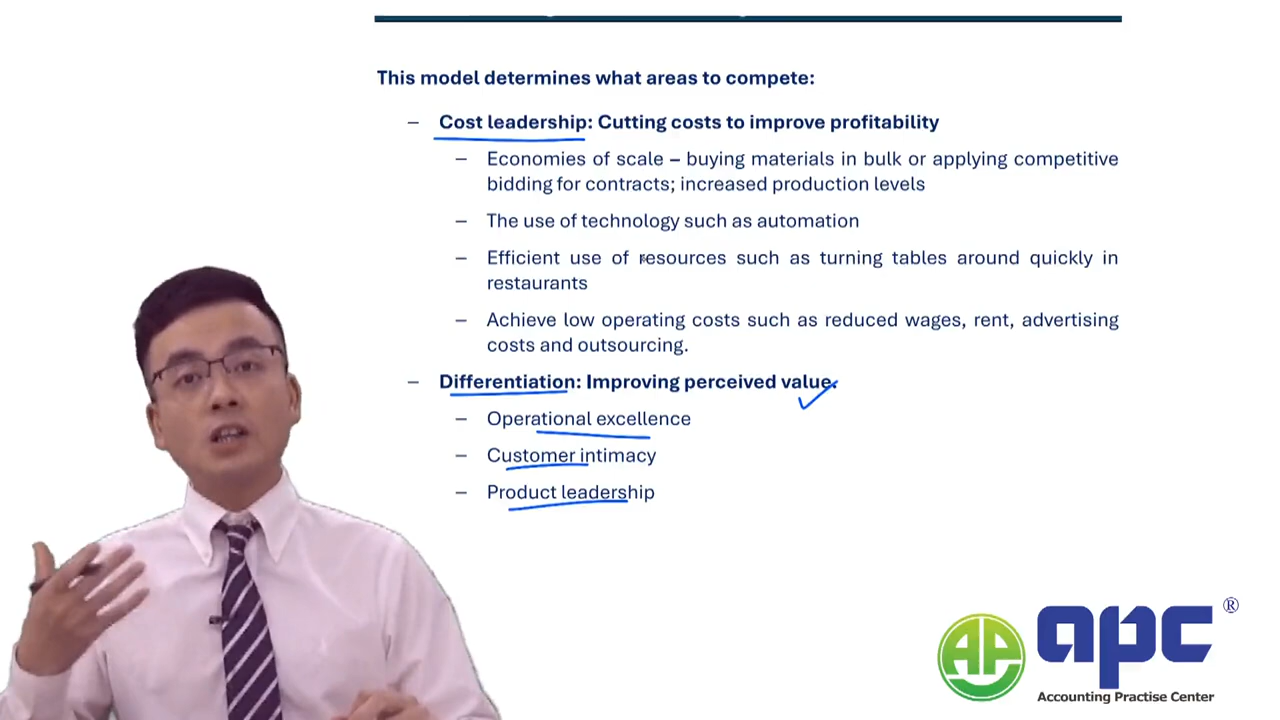 This model determines what areas to compete:
– Cost leadership: Cutting costs to improve profitability
– Economies of scale – buying materials in bulk or applying competitive
bidding for contracts; increased production levels
– The use of technology such as automation
– Efficient use of resources such as turning tables around quickly in
restaurants
– Achieve low operating costs such as reduced wages, rent, advertising
costs and outsourcing.
– Differentiation: Improving perceived value.
– Operational excellence
– Customer intimacy
– Product leadership
AP apc ®
Accounting Practise Center